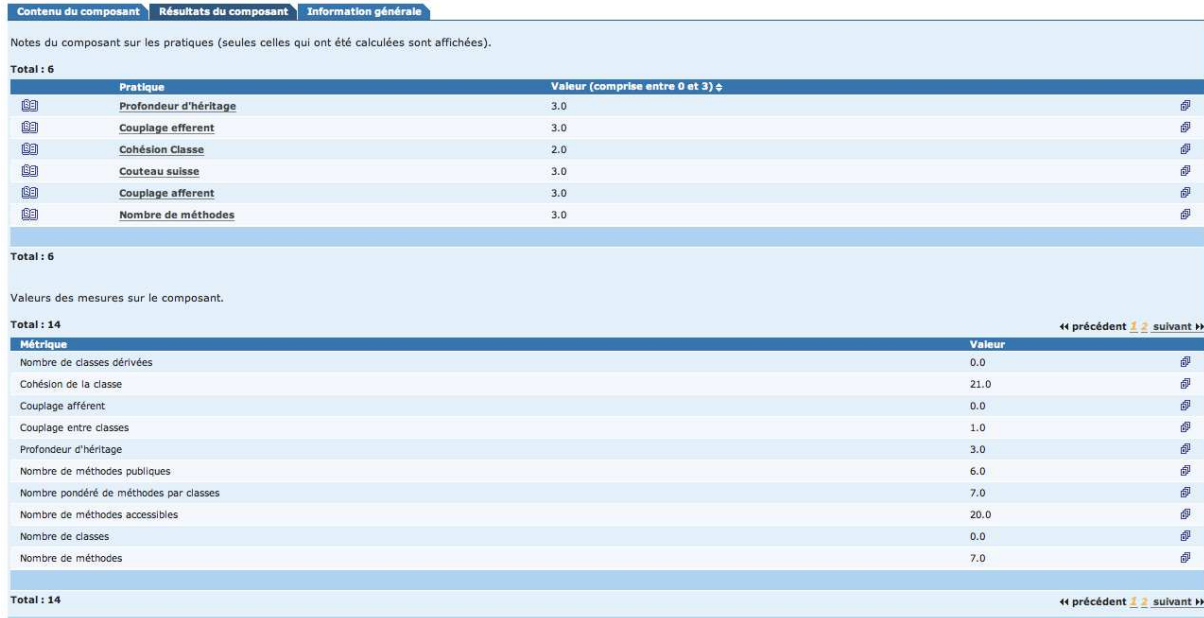 Contenu du composant Résultats du composant Information générale
Notes du composant sur les pratiques (seules celles qui ont été calculées sont affichées).
Total : 6
Pratique Valeur (comprise entre 0 et 3)
Profondeur d'héritage 3.0
Couplage efferent 3.0
Cohésion Classe 2.0
Couteau suisse 3.0
Couplage afferent 3.0
Nombre de méthodes 3.0
Total : 6
Valeurs des mesures sur le composant.
Total : 14 précédent 1 2 suivant
Métrique Valeur
Nombre de classes dérivées 0.0
Cohésion de la classe 21.0
Couplage afférent 0.0
Couplage entre classes 1.0
Profondeur d'héritage 3.0
Nombre de méthodes publiques 6.0
Nombre pondéré de méthodes par classes 7.0
Nombre de méthodes accessibles 20.0
Nombre de classes 0.0
Nombre de méthodes 7.0
Total : 14 précédent 1 2 suivant